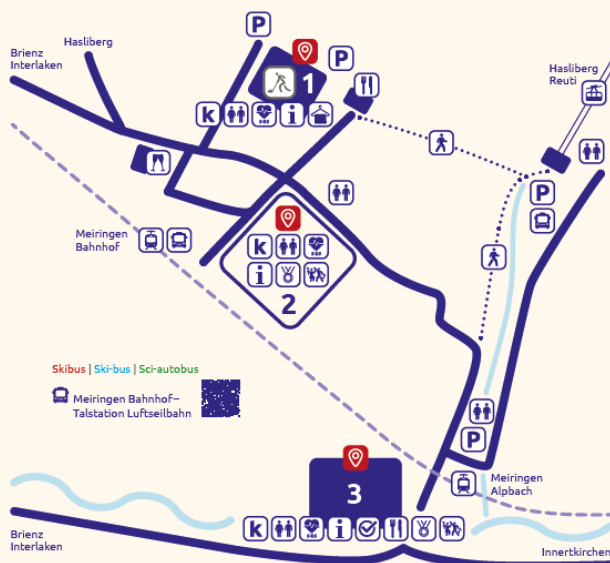 P
Hasliberg
Brienz
Interlaken
P
1
k
i
Hasliberg
Reuti
P
Meiringen
Bahnhof
k
i
2
Skibus | Ski-bus | Sci-autobus
Meiringen Bahnhof–
Talstation Luftseilbahn
P
3
Meiringen
Alpbach
k
i
Brienz
Interlaken
Innertkirchen